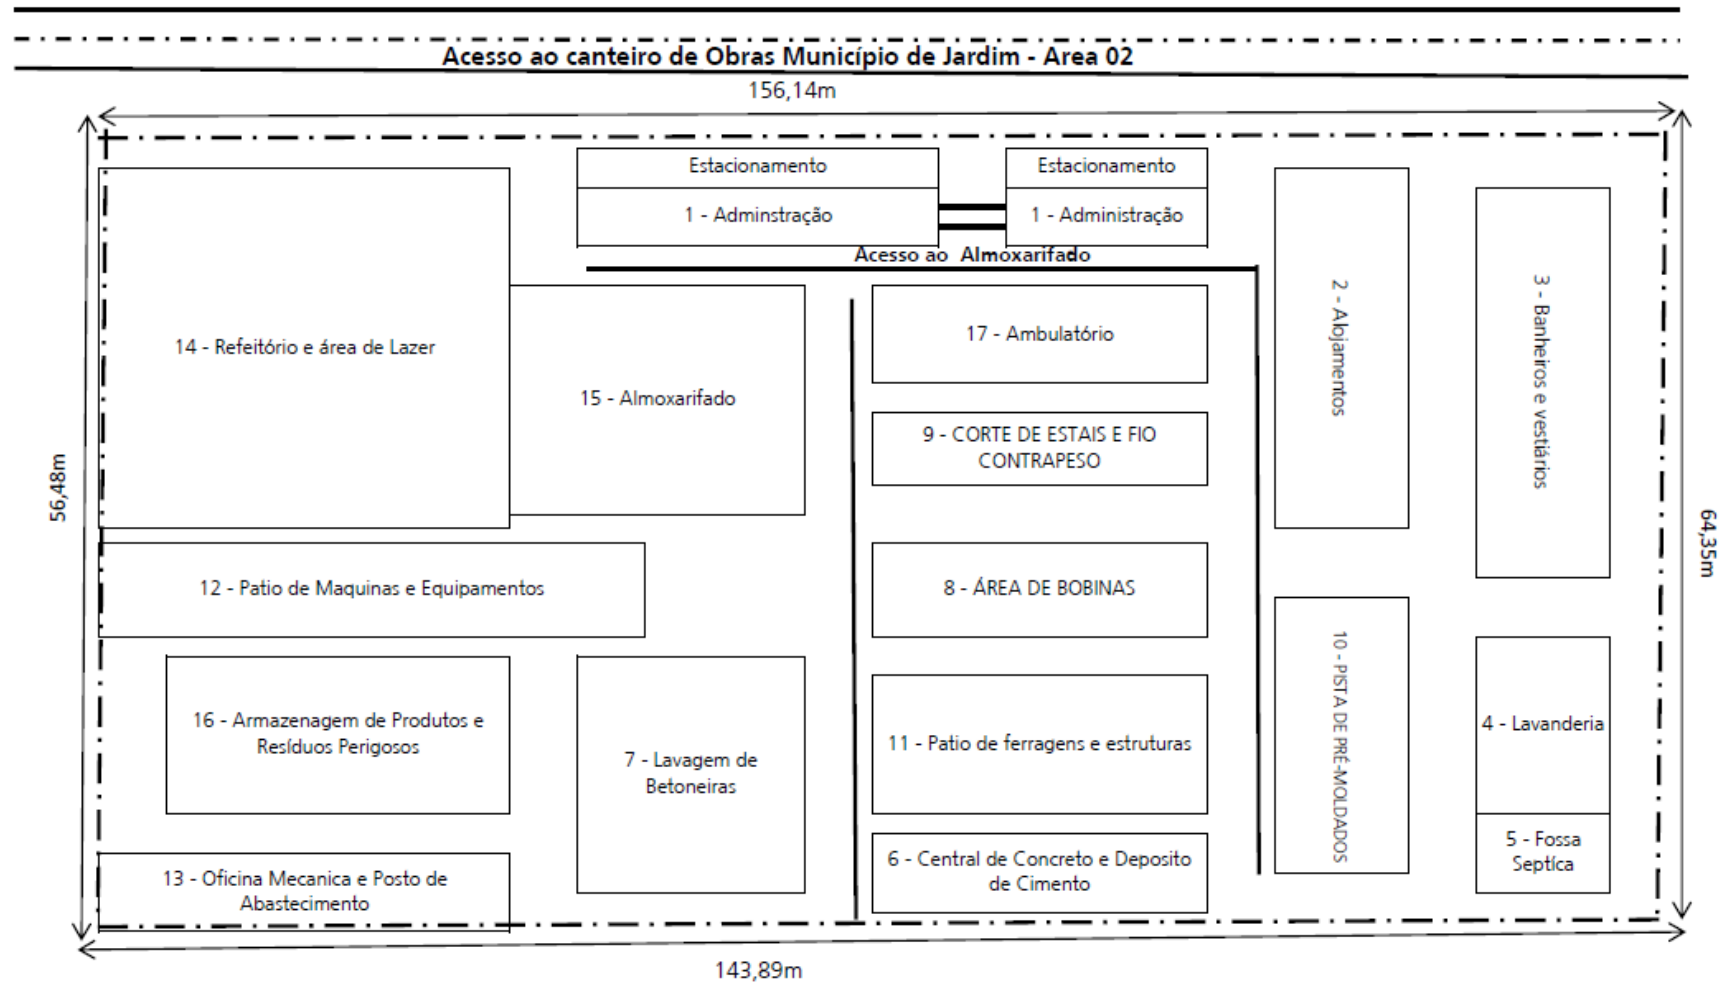 Acesso ao canteiro de Obras Município de Jardim - Area 02
156,14m
Estacionamento
1 - Adminstração
Estacionamento
1 - Administração
Acesso ao Almoxarifado
14 - Refeitório e área de Lazer
15 - Almoxarifado
17 - Ambulatório
9 - CORTE DE ESTAIS E FIO
CONTRAPESO
2 - Alojamentos
3 - Banheiros e vestiários
56,48m
64,35m
12 - Patio de Maquinas e Equipamentos
8 - ÁREA DE BOBINAS
16 - Armazenagem de Produtos e
Resíduos Perigosos
7 - Lavagem de
Betoneiras
11 - Patio de ferragens e estruturas
10 - PISTA DE PRÉ-MOLDADOS
4 - Lavanderia
13 - Oficina Mecanica e Posto de
Abastecimento
6 - Central de Concreto e Deposito
de Cimento
5 - Fossa
Septíca
143,89m